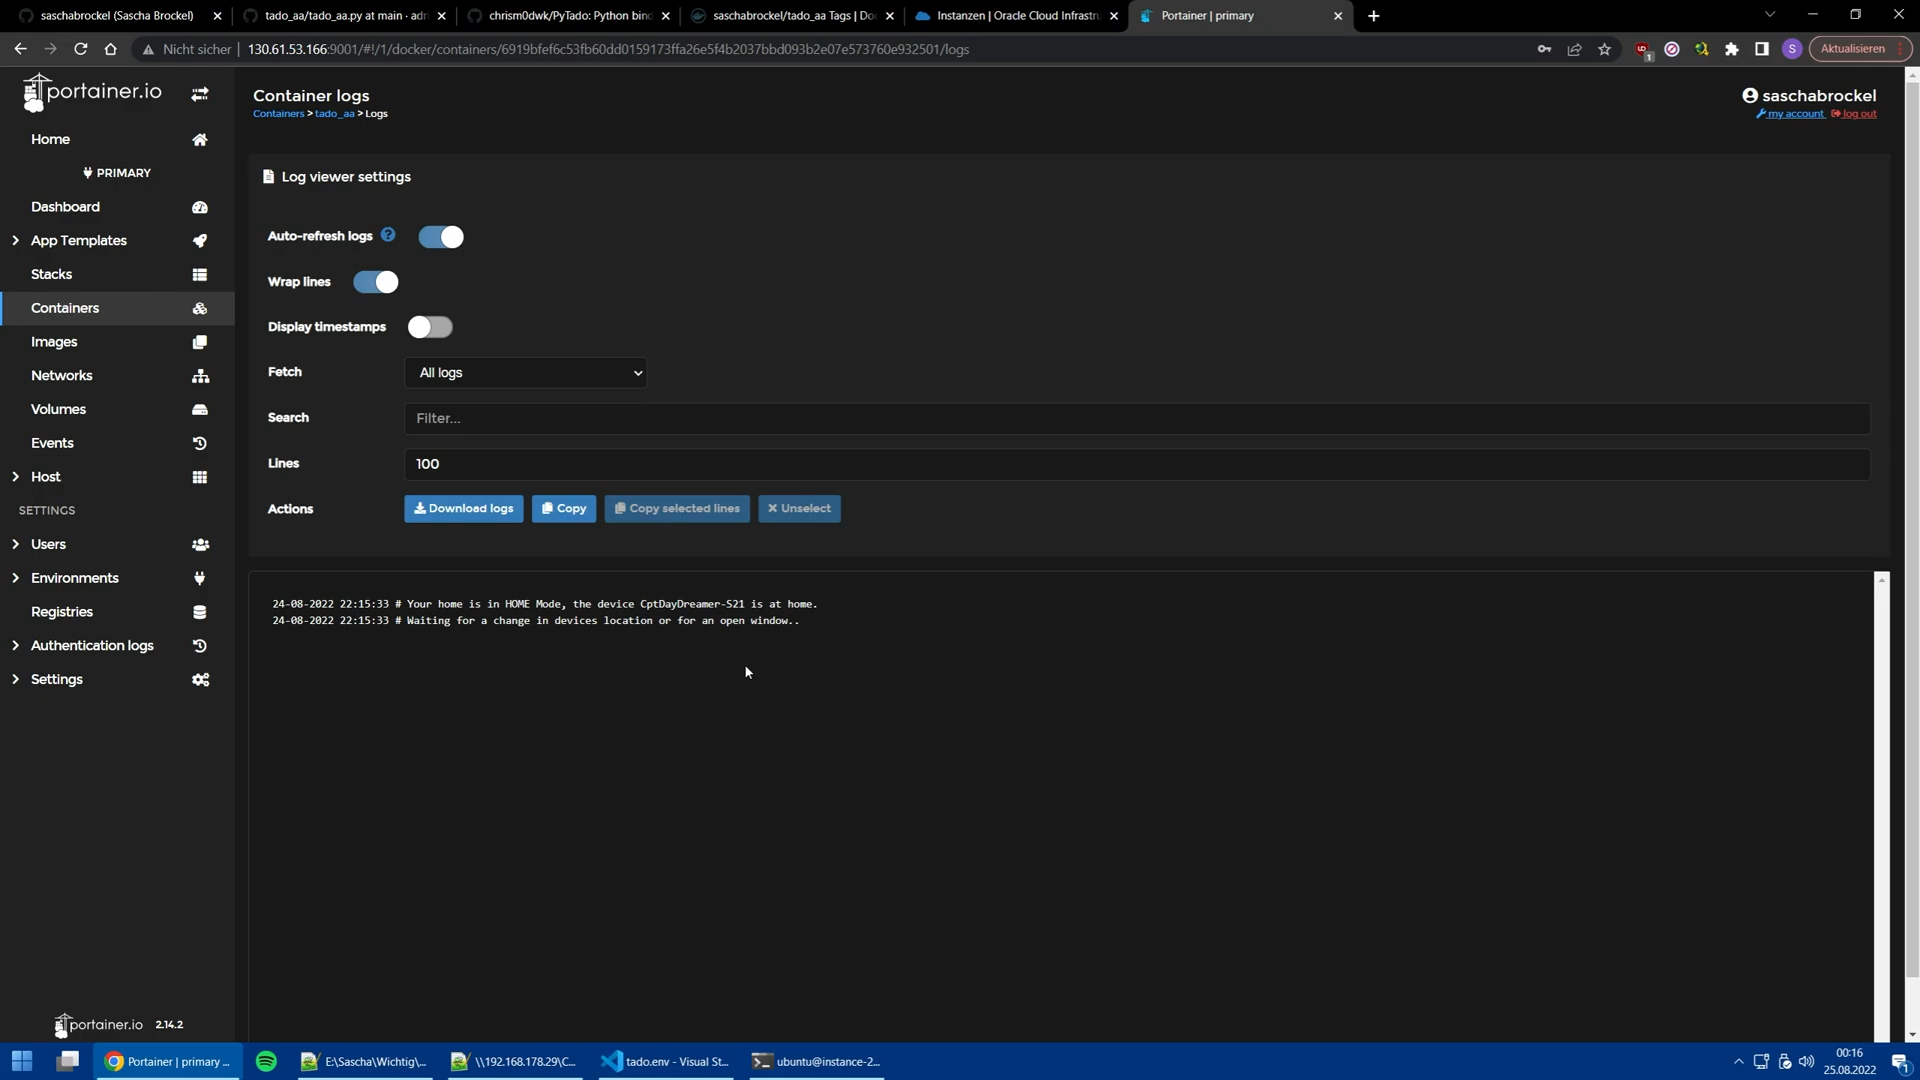 saschabrockel (Sascha Brockel)
tado_aa/tado_aa.py at main · adr
chrism0dwk/PyTado: Python bind
saschabrockel/tado_aa Tags | Do
Instanzen | Oracle Cloud Infrastru
Portainer | primary
Nicht sicher
130.61.53.166:9001/#!/1/docker/containers/6919bfef6c53fb60dd0159173ffa26e5f4b2037bbd093b2e07e573760e932501/logs
1
S
Aktualisieren
portainer.io
Home
PRIMARY
Dashboard
App Templates
Stacks
Containers
Images
Networks
Volumes
Events
Host
SETTINGS
Users
Environments
Registries
Authentication logs
Settings
portainer.io 2.14.2
Container logs
Containers > tado_aa > Logs
saschabrockel
my account log out
Log viewer settings
Auto-refresh logs ?
Wrap lines
Display timestamps
Fetch All logs
Search Filter...
Lines 100
Actions Download logs Copy Copy selected lines Unselect
24-08-2022 22:15:33 # Your home is in HOME Mode, the device CptDayDreamer-S21 is at home.
24-08-2022 22:15:33 # Waiting for a change in devices location or for an open window..
Portainer | primary ...
E:\Sascha\Wichtig\...
\\192.168.178.29\C...
tado.env - Visual St...
ubuntu@instance-2...
00:16
25.08.2022
1